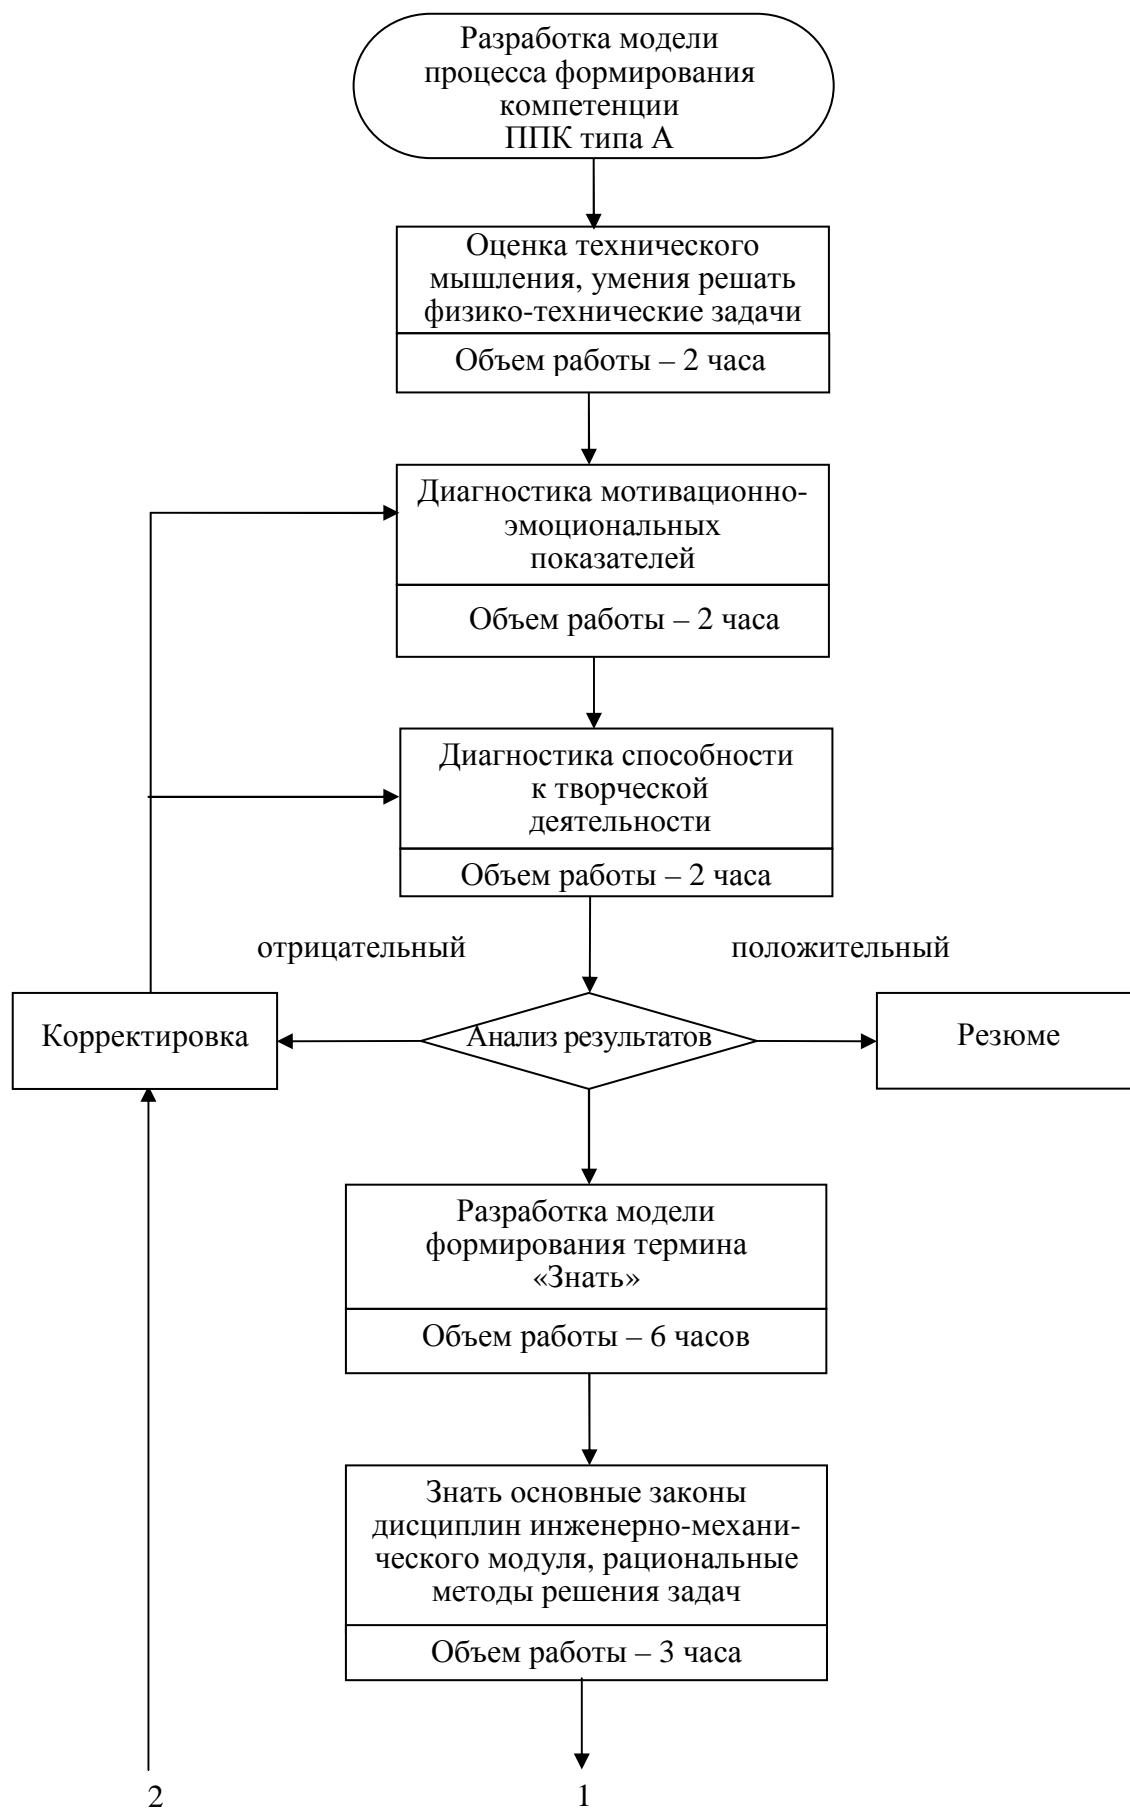 Разработка модели
процесса формирования
компетенции
ППК типа А
Оценка технического
мышления, умения решать
физико-технические задачи
Объем работы – 2 часа
Диагностика мотивационно-
эмоциональных
показателей
Объем работы – 2 часа
Диагностика способности
к творческой
деятельности
Объем работы – 2 часа
отрицательный
положительный
Корректировка
Анализ результатов
Резюме
Разработка модели
формирования термина
«Знать»
Объем работы – 6 часов
Знать основные законы
дисциплин инженерно-механи-
ческого модуля, рациональные
методы решения задач
Объем работы – 3 часа
2
1